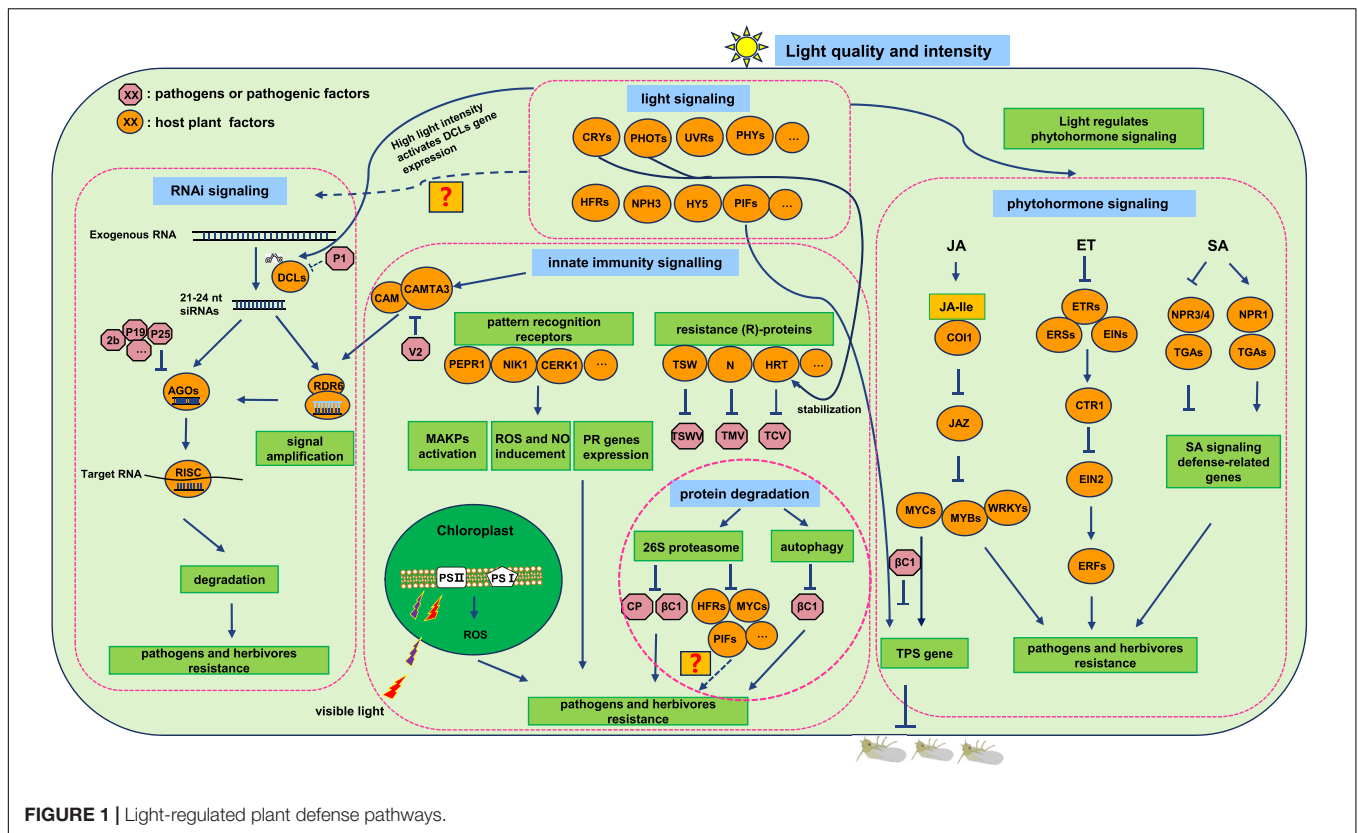 Light quality and intensity
XX : pathogens or pathogenic factors
XX : host plant factors
High light intensity
activates DCLs gene
expression
?
light signaling
CRYs PHOTs UVRs PHYs ...
HFRs NPH3 HY5 PIFs ...
Light regulates
phytohormone signaling
RNAi signaling
Exogenous RNA
DCLs P1
21-24 nt
siRNAs
2b P19 P25
...
AGOs
RDR6
signal
amplification
Target RNA
RISC
degradation
pathogens and herbivores
resistance
innate immunity signalling
CAM CAMTA3
V2
pattern recognition
receptors
PEPR1 NIK1 CERK1 ...
MAKPs
activation
ROS and NO
inducement
PR genes
expression
resistance (R)-proteins
TSW N HRT ...
stabilization
TSWV TMV TCV
Chloroplast
PSII PS I
ROS
visible light
protein degradation
26S proteasome
autophagy
CP βC1
HFRs MYCs
PIFs ...
βC1
?
pathogens and herbivores
resistance
phytohormone signaling
JA
JA-Ile
COI1
JAZ
MYCs MYBs WRKYs
βC1
TPS gene
ET
ETRs
ERSs EINs
CTR1
EIN2
ERFs
SA
NPR3/4 NPR1
TGAs TGAs
SA signaling
defense-related
genes
pathogens and herbivores
resistance
FIGURE 1 | Light-regulated plant defense pathways.